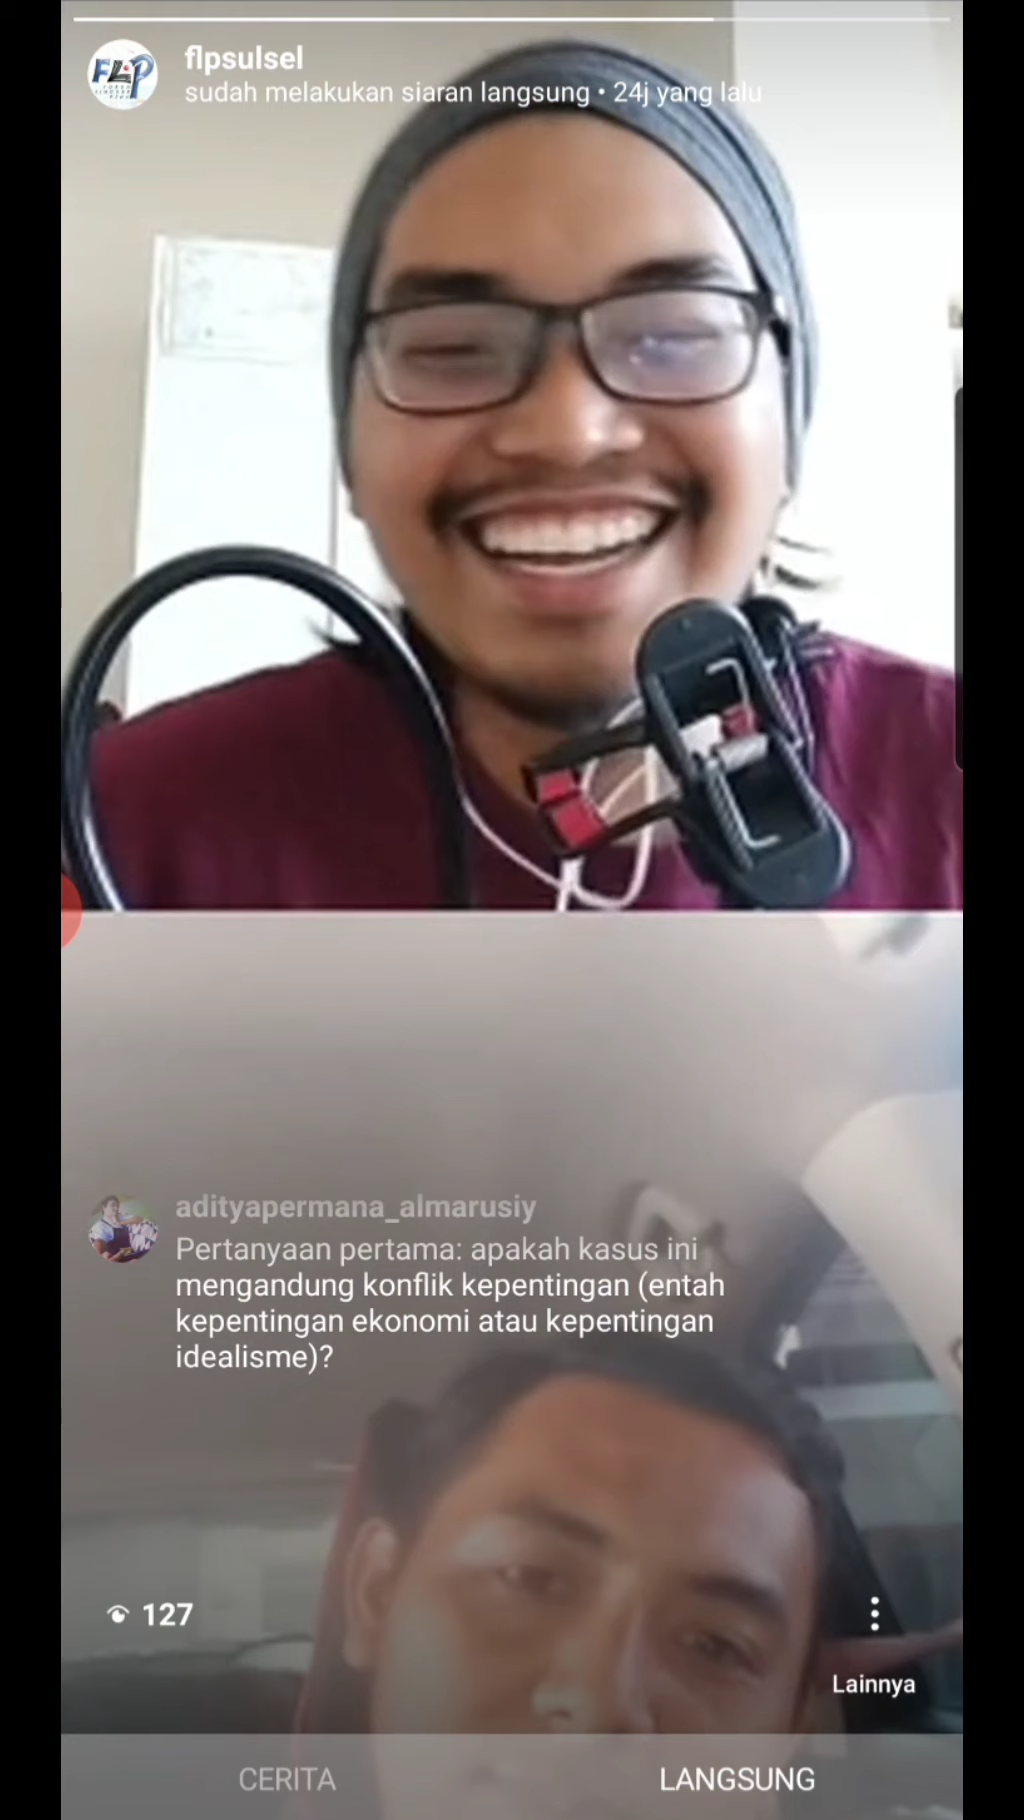 flpsulsel
sudah melakukan siaran langsung • 24j yang lalu
FLP
adityapermana_almarusiy
Pertanyaan pertama: apakah kasus ini
mengandung konflik kepentingan (entah
kepentingan ekonomi atau kepentingan
idealisme)?
127
Lainnya
CERITA
LANGSUNG